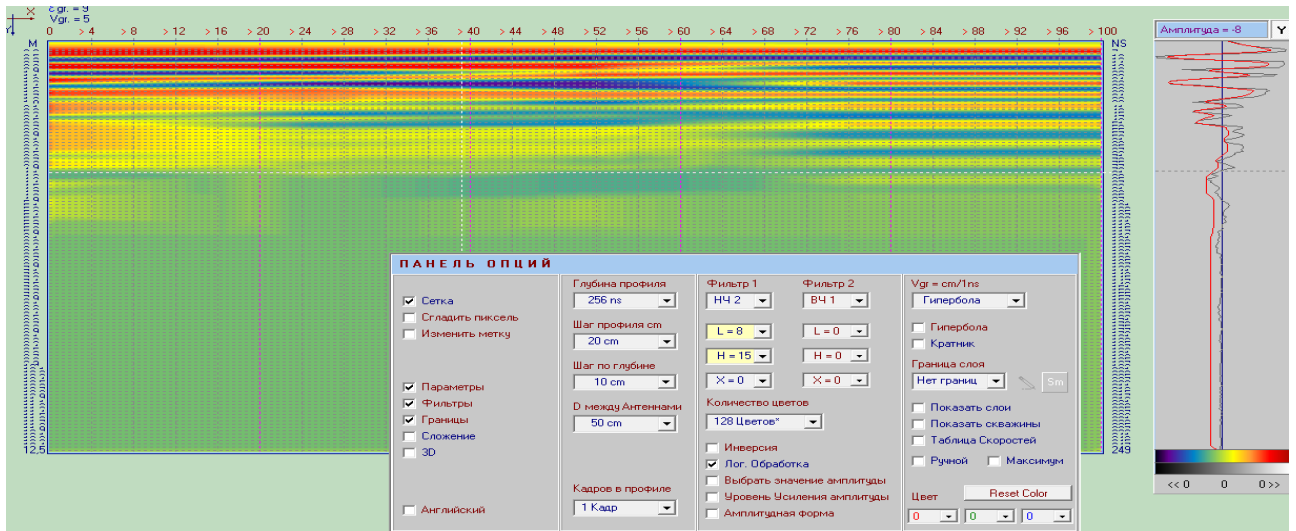 Egr. = 9
X
Vgr. = 5
Y
Амплитуда = -8
Y
0 > 4 > 8 > 12 > 16 > 20 > 24 > 28 > 32 > 36 > 40 > 44 > 48 > 52 > 56 > 60 > 64 > 68 > 72 > 76 > 80 > 84 > 88 > 92 > 96 > 100
М
NS
12,5
249
ПАНЕЛЬ ОПЦИЙ
Сетка
Сгладить пиксель
Изменить метку
Параметры
Фильтры
Границы
Сложение
3D
Английский
Глубина профиля
256 ns
Шаг профиля cm
20 cm
Шаг по глубине
10 cm
D между Антеннами
50 cm
Кадров в профиле
1 Кадр
Фильтр 1
Фильтр 2
НЧ 2
ВЧ 1
L = 8
L = 0
H = 15
H = 0
X = 0
X = 0
Количество цветов
128 Цветов*
Инверсия
Лог. Обработка
Выбрать значение амплитуды
Уровень Усиления амплитуды
Амплитудная форма
Vgr = cm/1ns
Гипербола
Гипербола
Кратник
Граница слоя
Нет границ
Sm
Показать слои
Показать скважины
Таблица Скоростей
Ручной
Максимум
Цвет
Reset Color
0
0
0
<< 0
0
0 >>